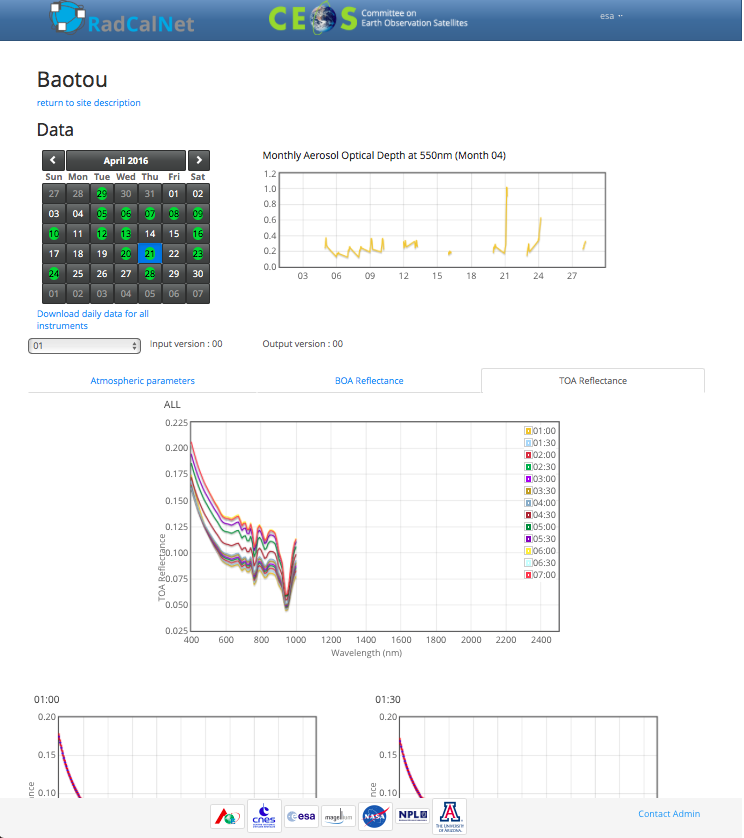 RadCalNet
CEOS
Committee on
Earth Observation Satellites
esa
Baotou
return to site description
Data
April 2016
Sun Mon Tue Wed Thu Fri Sat
27 28 29 30 31 01 02
03 04 05 06 07 08 09
10 11 12 13 14 15 16
17 18 19 20 21 22 23
24 25 26 27 28 29 30
01 02 03 04 05 06 07
Download daily data for all
instruments
Monthly Aerosol Optical Depth at 550nm (Month 04)
1.2
1.0
0.8
0.6
0.4
0.2
0.0
03 06 09 12 15 18 21 24 27
01
Input version : 00
Output version : 00
Atmospheric parameters
BOA Reflectance
TOA Reflectance
ALL
0.225
0.200
0.175
0.150
0.125
0.100
0.075
0.050
0.025
TOA Reflectance
400 600 800 1000 1200 1400 1600 1800 2000 2200 2400
Wavelength (nm)
01:00
01:30
02:00
02:30
03:00
03:30
04:00
04:30
05:00
05:30
06:00
06:30
07:00
01:00
0.20
0.15
0.10
01:30
0.20
0.15
0.10
cnes
esa
magellium
NASA
NPL
A
THE UNIVERSITY
OF ARIZONA
Contact Admin